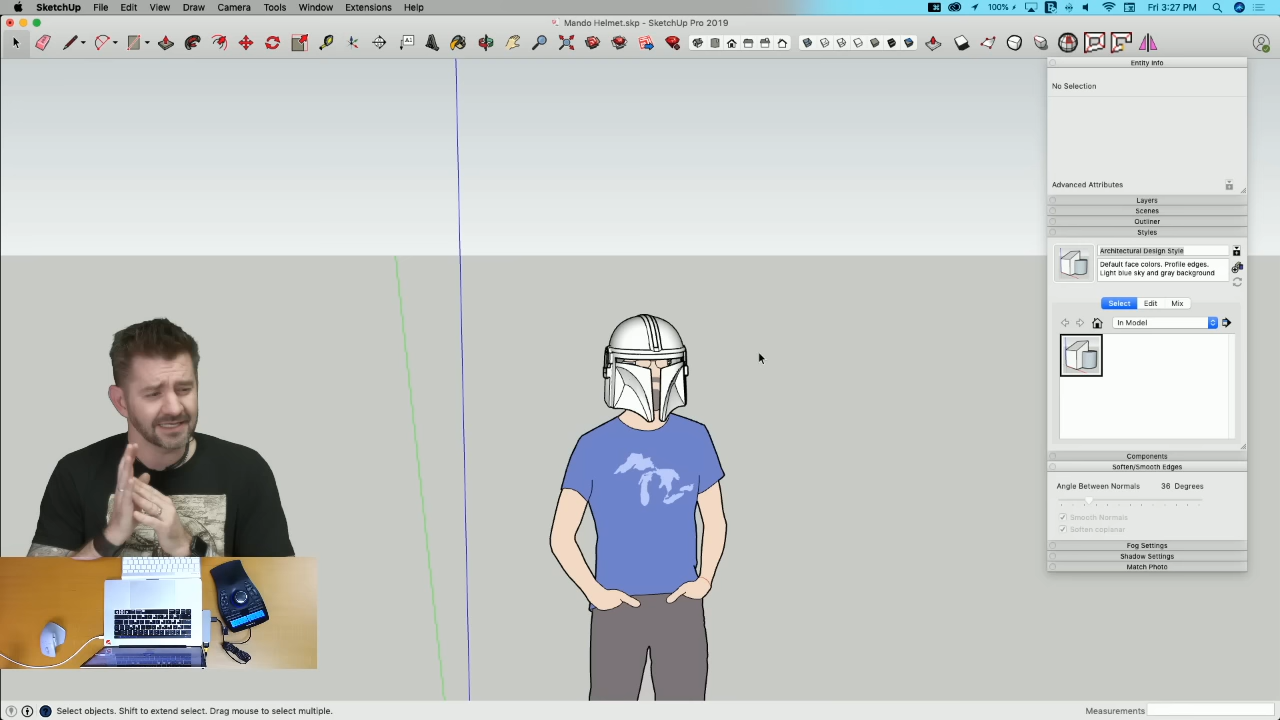 SketchUp File Edit View Draw Camera Tools Window Extensions Help
100% Fri 3:27 PM
Mando Helmet.skp - SketchUp Pro 2019
Entity Info
No Selection
Advanced Attributes
Layers
Scenes
Outliner
Styles
Architectural Design Style
Default face colors. Profile edges.
Light blue sky and gray background
Select Edit Mix
In Model
Components
Soften/Smooth Edges
Angle Between Normals 36 Degrees
Smooth Normals
Soften coplanar
Fog Settings
Shadow Settings
Match Photo
Select objects. Shift to extend select. Drag mouse to select multiple.
Measurements